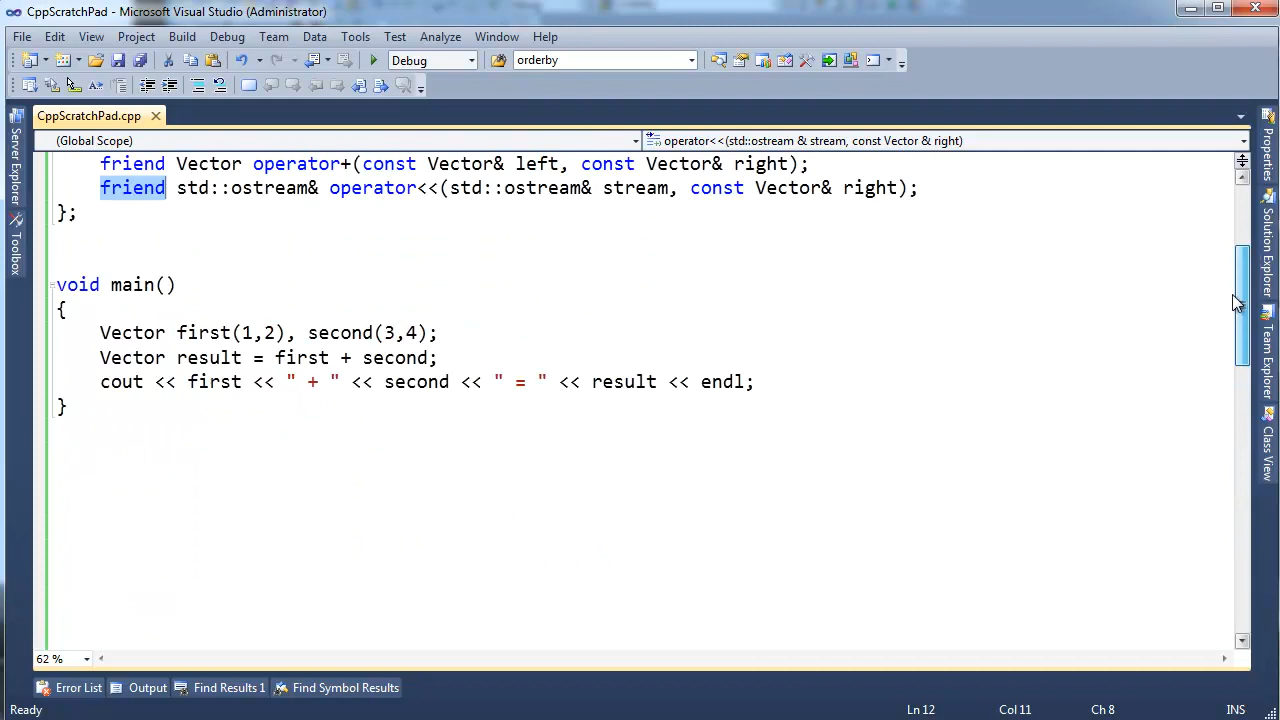 CppScratchPad - Microsoft Visual Studio (Administrator)
File Edit View Project Build Debug Team Data Tools Test Analyze Window Help
Debug orderby
CppScratchPad.cpp
(Global Scope) operator<<(std::ostream & stream, const Vector & right)
friend Vector operator+(const Vector& left, const Vector& right);
friend std::ostream& operator<<(std::ostream& stream, const Vector& right);
};
void main()
{
Vector first(1,2), second(3,4);
Vector result = first + second;
cout << first << " + " << second << " = " << result << endl;
}
62 %
Server Explorer
Toolbox
Properties
Solution Explorer
Team Explorer
Class View
Error List Output Find Results 1 Find Symbol Results
Ready Ln 12 Col 11 Ch 8 INS